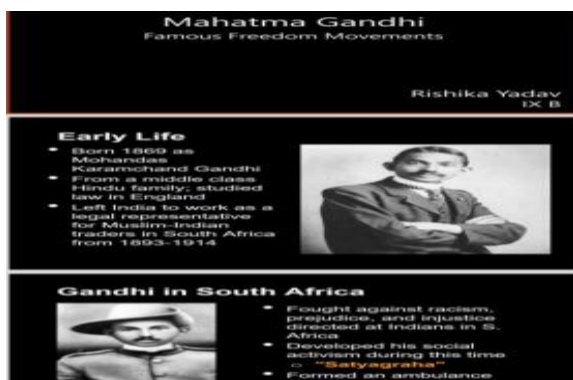 Mahatma Gandhi
Famous Freedom Movements
Rishika Yadav
IX B
Early Life
• Born 1869 as
Mohandas
Karamchand Gandhi
• From a middle class
Hindu family; studied
law in England
• Left India to work as a
legal representative
for Muslim-Indian
traders in South Africa
from 1893-1914
Gandhi in South Africa
• Fought against racism,
prejudice, and injustice
directed at Indians in S.
Africa
• Developed his social
activism during this time
○ "Satyagraha"
• Formed an ambulance